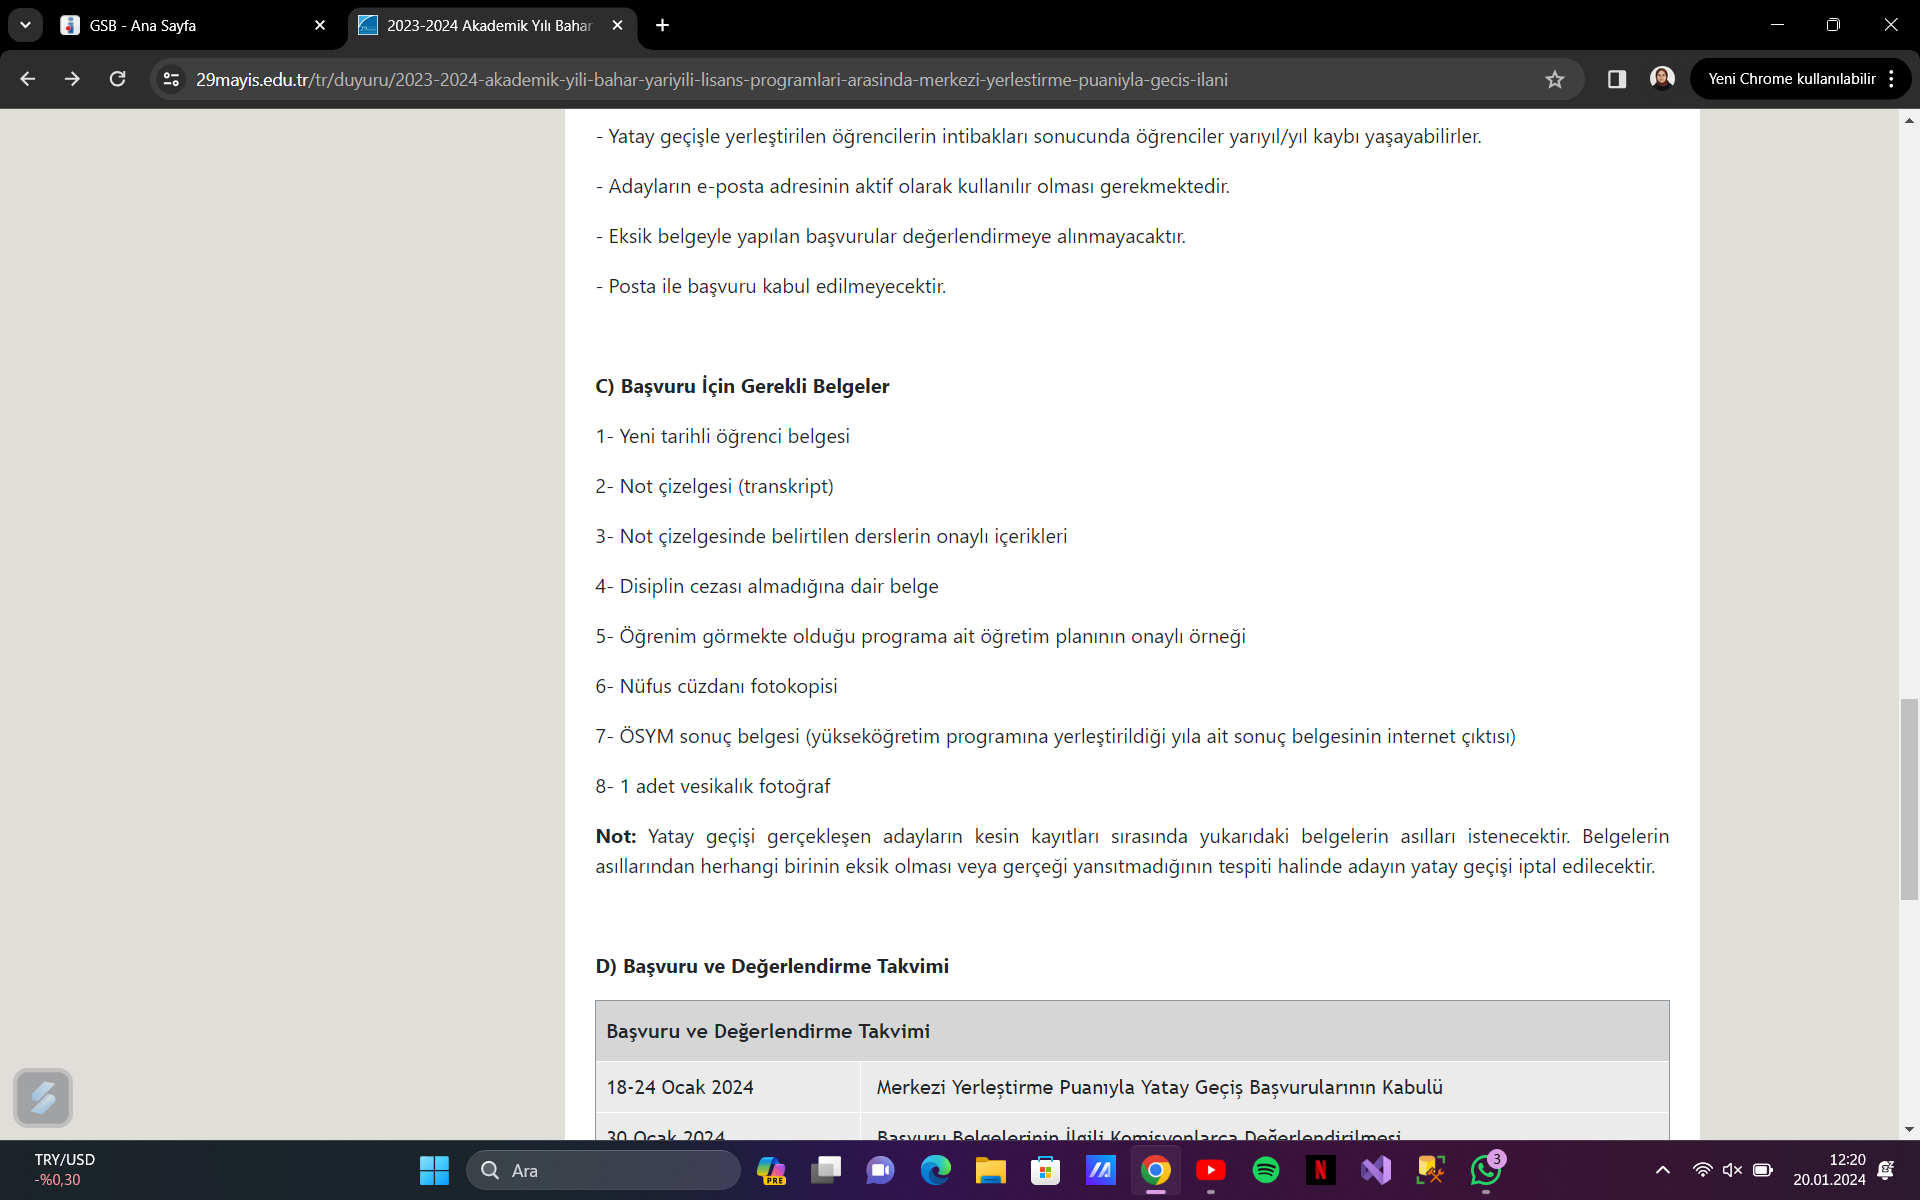 GSB - Ana Sayfa
2023-2024 Akademik Yılı Bahar
29mayis.edu.tr/tr/duyuru/2023-2024-akademik-yili-bahar-yariyili-lisans-programlari-arasinda-merkezi-yerlestirme-puaniyla-gecis-ilani
Yeni Chrome kullanılabilir
- Yatay geçişle yerleştirilen öğrencilerin intibakları sonucunda öğrenciler yarıyıl/yıl kaybı yaşayabilirler.
- Adayların e-posta adresinin aktif olarak kullanılır olması gerekmektedir.
- Eksik belgeyle yapılan başvurular değerlendirmeye alınmayacaktır.
- Posta ile başvuru kabul edilmeyecektir.
C) Başvuru İçin Gerekli Belgeler
1- Yeni tarihli öğrenci belgesi
2- Not çizelgesi (transkript)
3- Not çizelgesinde belirtilen derslerin onaylı içerikleri
4- Disiplin cezası almadığına dair belge
5- Öğrenim görmekte olduğu programa ait öğretim planının onaylı örneği
6- Nüfus cüzdanı fotokopisi
7- ÖSYM sonuç belgesi (yükseköğretim programına yerleştirildiği yıla ait sonuç belgesinin internet çıktısı)
8- 1 adet vesikalık fotoğraf
Not: Yatay geçişi gerçekleşen adayların kesin kayıtları sırasında yukarıdaki belgelerin asılları istenecektir. Belgelerin
asıllarından herhangi birinin eksik olması veya gerçeği yansıtmadığının tespiti halinde adayın yatay geçişi iptal edilecektir.
D) Başvuru ve Değerlendirme Takvimi
Başvuru ve Değerlendirme Takvimi
18-24 Ocak 2024 Merkezi Yerleştirme Puanıyla Yatay Geçiş Başvurularının Kabulü
30 Ocak 2024 Başvuru Belgelerinin İlgili Komisyonlarca Değerlendirilmesi
TRY/USD
-%0,30
Ara
PRE
3
12:20
20.01.2024